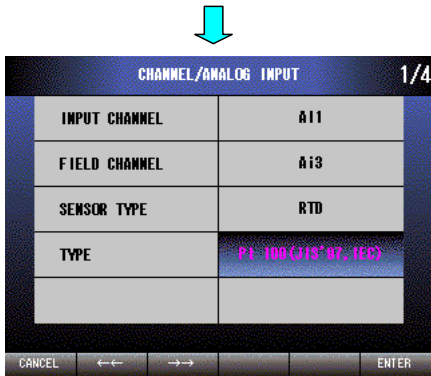 CHANNEL/ANALOG INPUT 1/4
INPUT CHANNEL AI1
FIELD CHANNEL Ai3
SENSOR TYPE RTD
TYPE Pt 100(JIS'97.IEC)
CANCEL ←← →→ ENTER